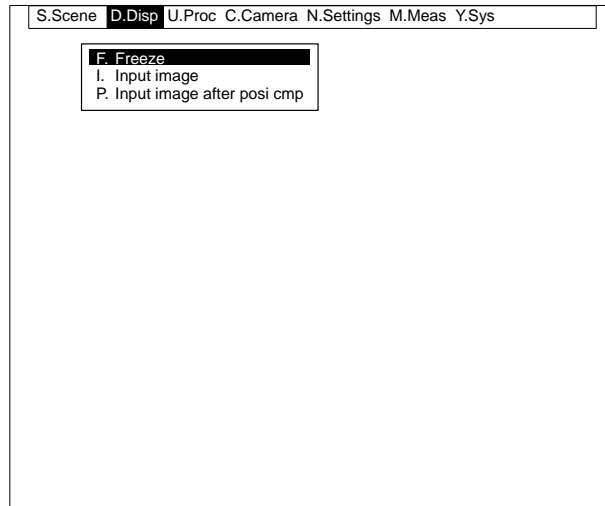 S.Scene D.Disp U.Proc C.Camera N.Settings M.Meas Y.Sys
F. Freeze
I. Input image
P. Input image after posi cmp